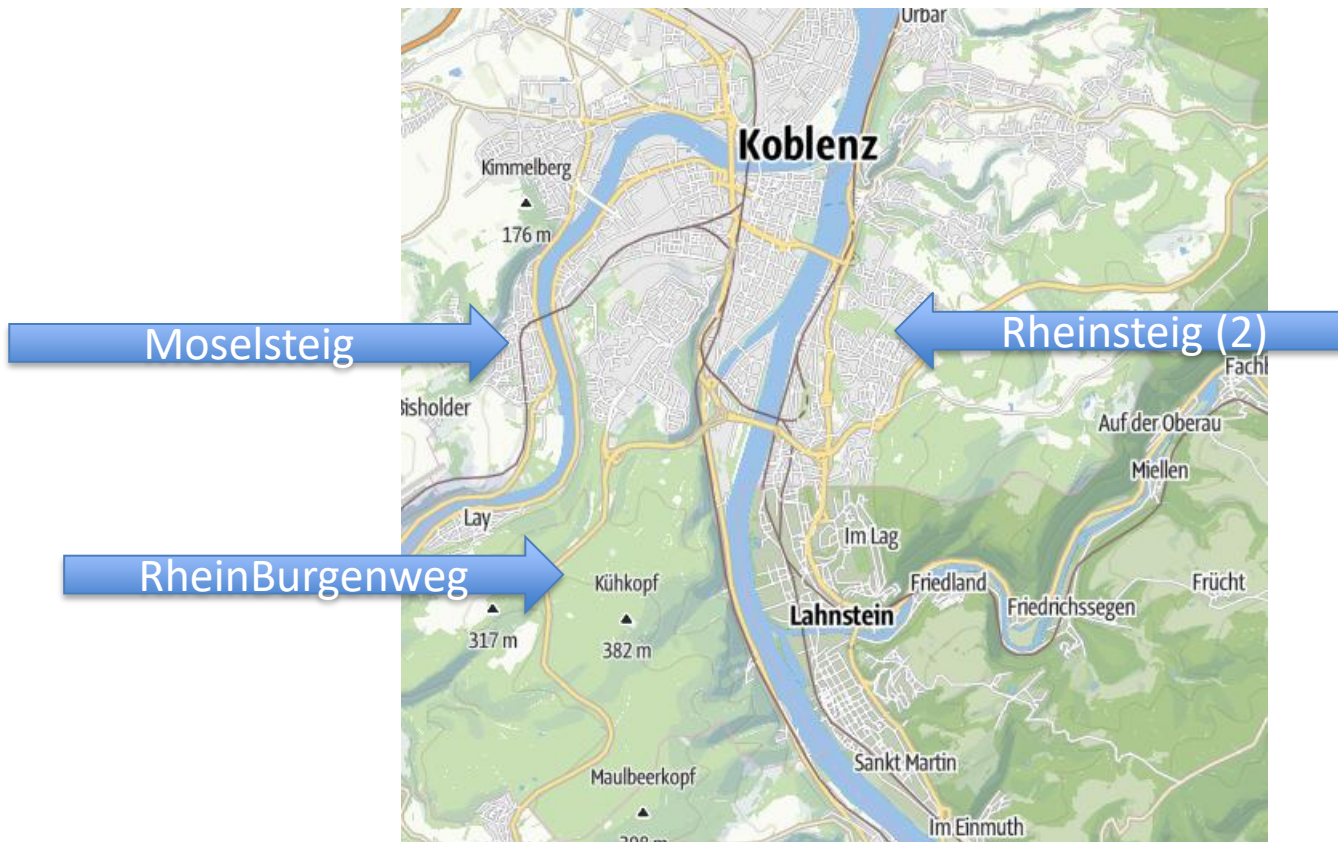 Urbar
Koblenz
Kimmelberg
176 m
Moselsteig
Rheinsteig (2)
Bisholder
Auf der Oberau
Miellen
Lay
Im Lag
RheinBurgenweg
Kühkopf
Friedland
Frücht
Friedrichssegen
317 m
Lahnstein
382 m
Sankt Martin
Maulbeerkopf
Im Einmuth